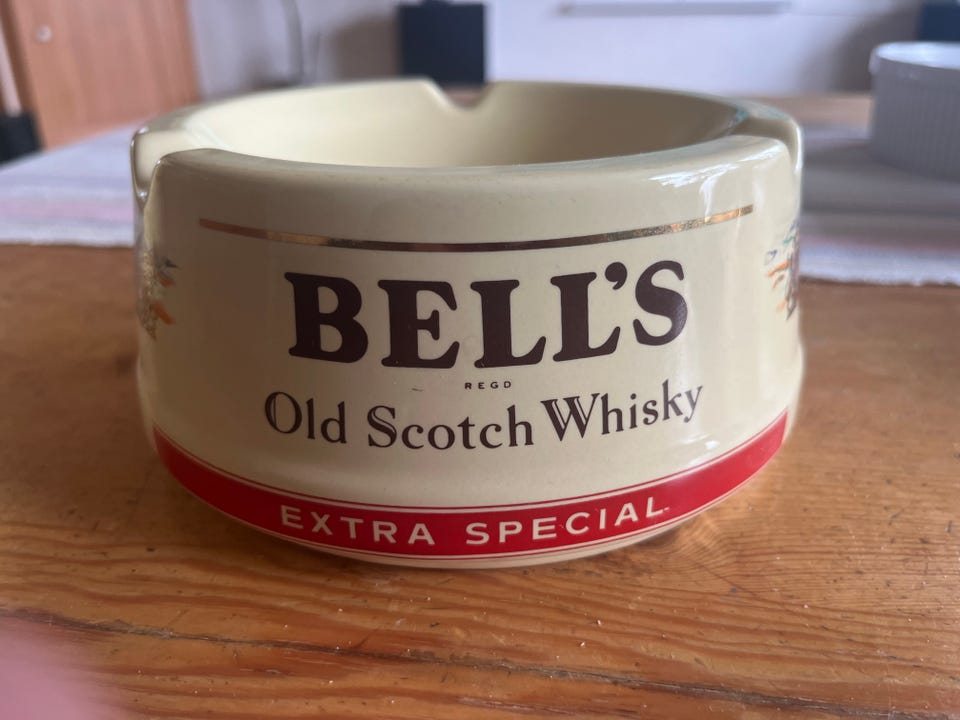 BELL'S
REGD
Old Scotch Whisky
EXTRA SPECIAL